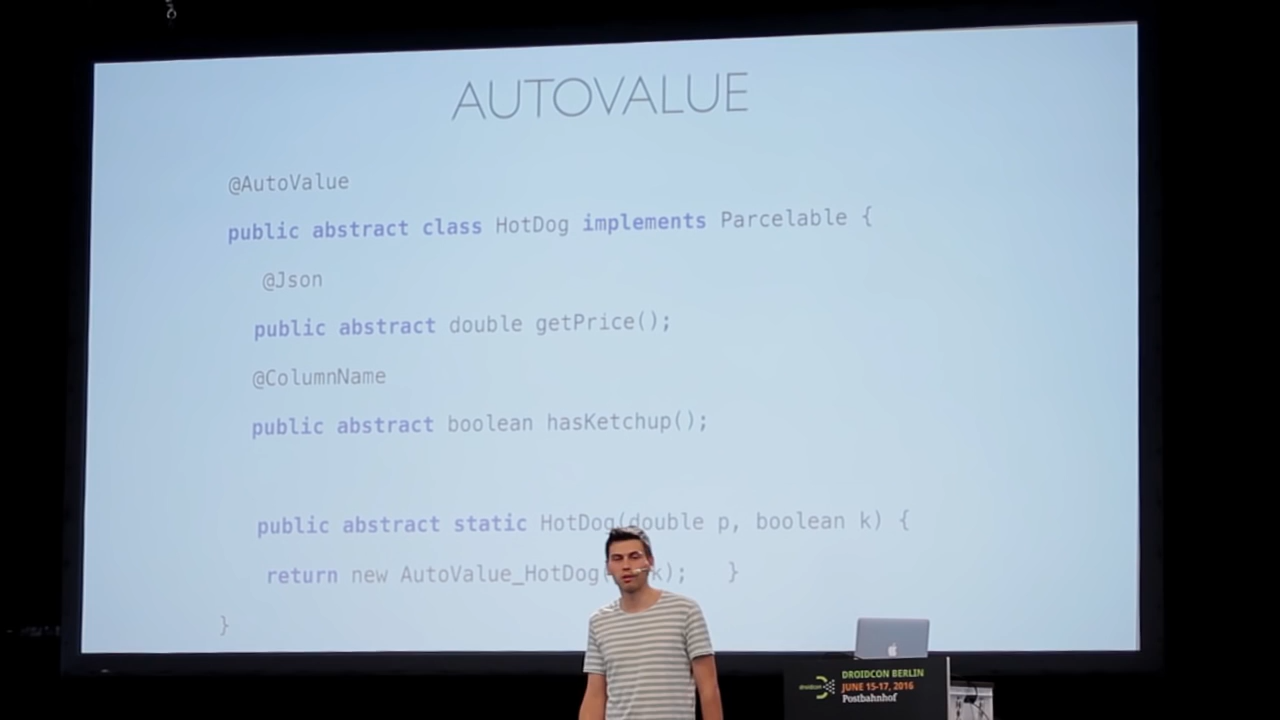 AUTOVALUE
@AutoValue
public abstract class HotDog implements Parcelable {
@Json
public abstract double getPrice();
@ColumnName
public abstract boolean hasKetchup();
public abstract static HotDog(double p, boolean k) {
return new AutoValue_HotDog( k); }
}
droidcon
DROIDCON BERLIN
JUNE 15-17, 2016
Postbahnhof